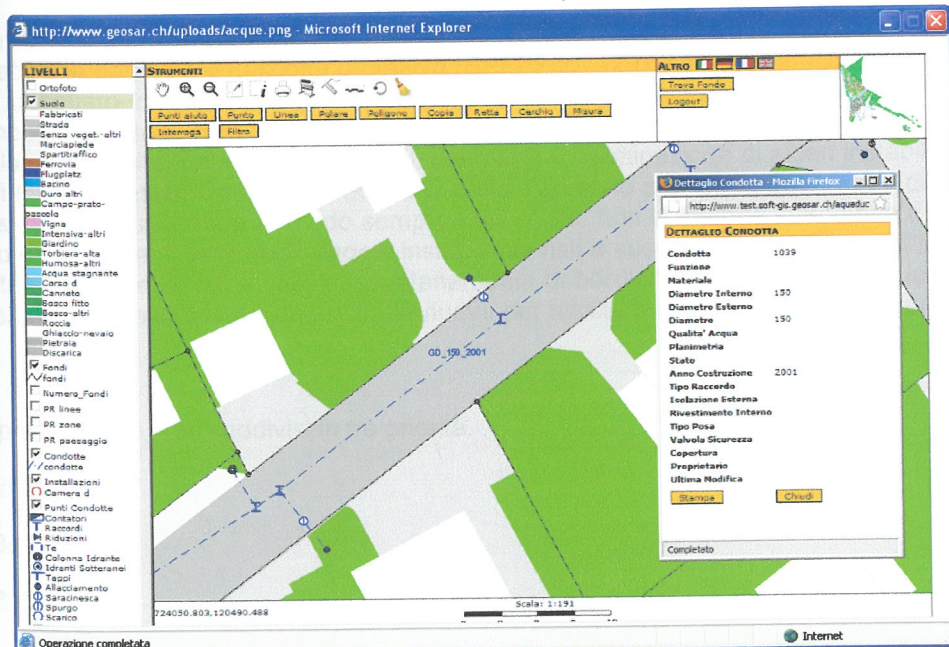 http://www.geosar.ch/uploads/acque.png - Microsoft Internet Explorer
LIVELLI
Ortofoto
Suolo
Fabbricati
Strada
Senza veget.-altri
Marciapiede
Spartitraffico
Ferrovia
Flugplatz
Bacino
Duro altri
Campo-prato-
pascolo
Vigna
Intensiva-altri
Giardino
Torbiera-alta
Humosa-altri
Acqua stagnante
Corso d
Canneto
Bosco fitto
Bosco-altri
Roccia
Ghiaccio-nevaio
Pietraia
Discarica
Fondi
fondi
Numero_Fondi
PR linee
PR zone
PR paesaggio
Condotte
condotte
Installazioni
Camera d
Punti Condotte
Contatori
Raccordi
Riduzioni
Te
Colonna Idrante
Idranti Sotteranei
Tappi
Allacciamento
Saracinesca
Spurgo
Scarico
STRUMENTI
Punti aiuto Punto Linea Polare Poligono Copia Retta Cerchio Misura
Interroga Filtro
ALTRO
Trova Fondo
Logout
GD_150_2001
Dettaglio Condotta - Mozilla Firefox
http://www.test.soft-gis.geosar.ch/aqueduc
DETTAGLIO CONDOTTA
Condotta 1039
Funzione
Materiale
Diametro Interno 150
Diametro Esterno
Diametro 150
Qualita' Acqua
Planimetria
Stato
Anno Costruzione 2001
Tipo Raccordo
Isolazione Esterna
Rivestimento Interno
Tipo Posa
Valvola Sicurezza
Copertura
Proprietario
Ultima Modifica
Stampa Chiudi
Completato
724050.803,120490.488
Scala: 1:191
Operazione completata
Internet